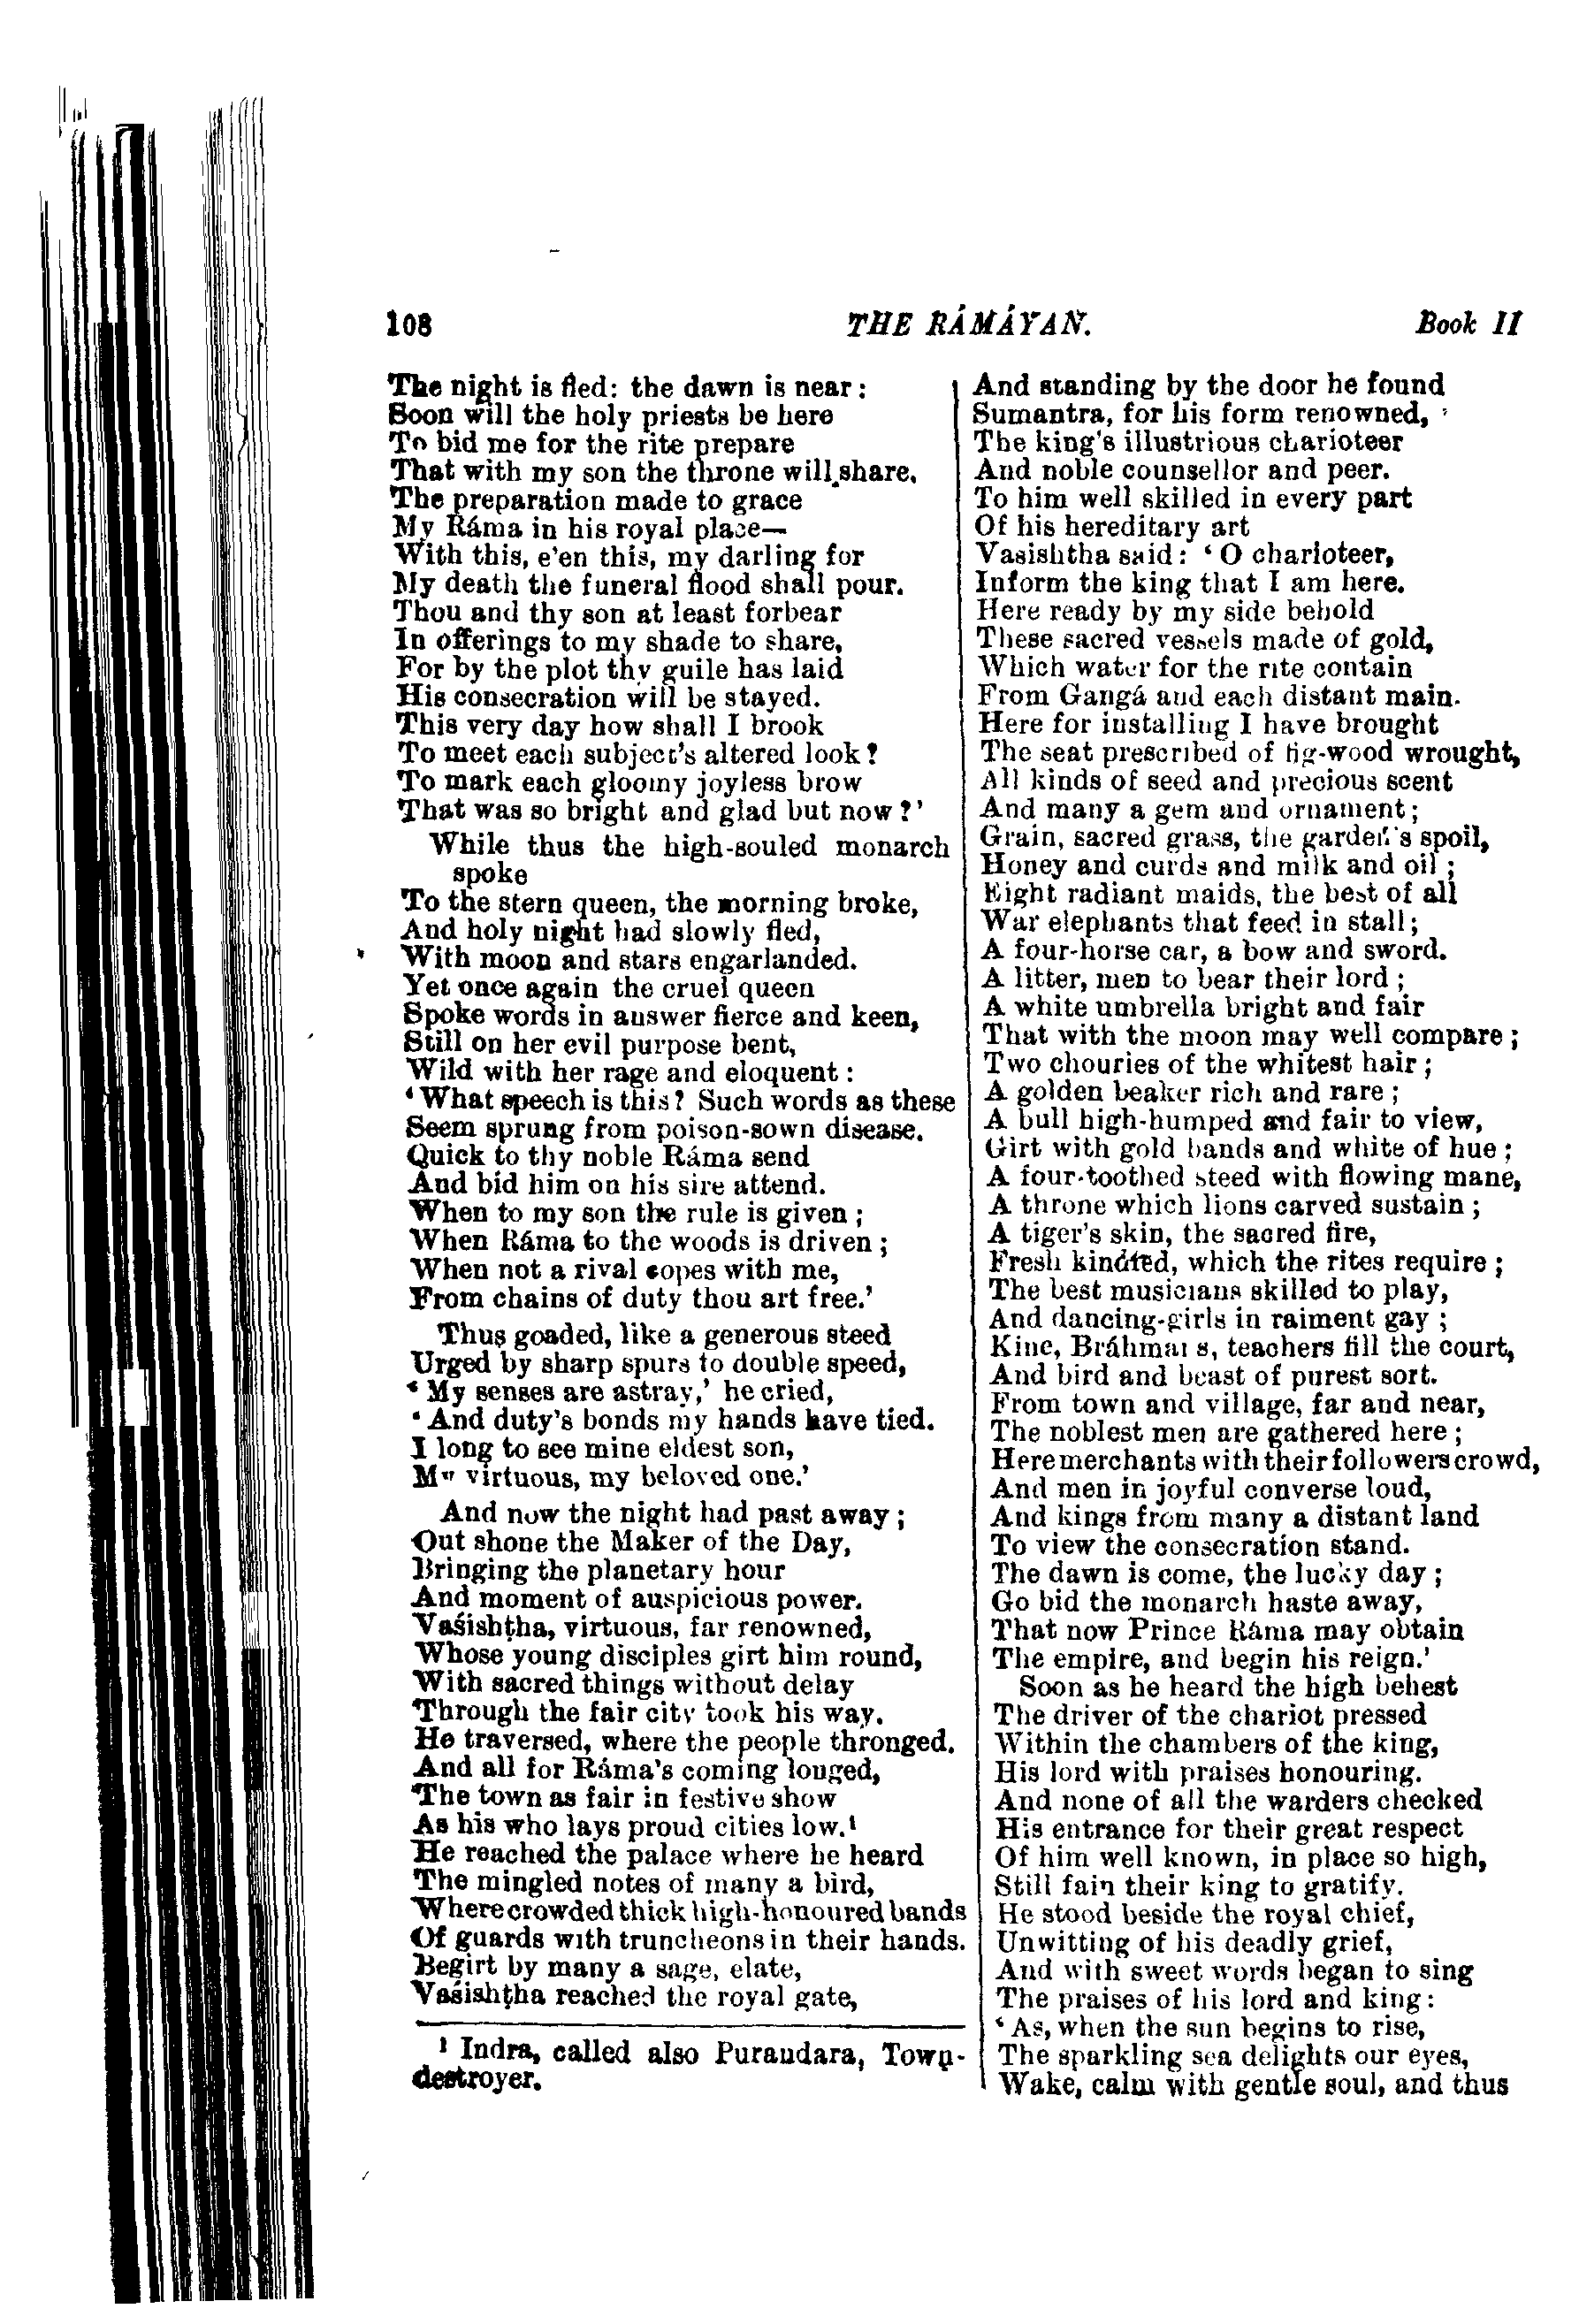 108 THE RÁMÁYAN. Book II
The night is fled: the dawn is near:
Soon will the holy priests be here
To bid me for the rite prepare
That with my son the throne will share.
The preparation made to grace
My Ráma in his royal place—
With this, e'en this, my darling for
My death the funeral flood shall pour.
Thou and thy son at least forbear
In offerings to my shade to share,
For by the plot thy guile has laid
His consecration will be stayed.
This very day how shall I brook
To meet each subject's altered look?
To mark each gloomy joyless brow
That was so bright and glad but now?'
While thus the high-souled monarch
spoke
To the stern queen, the morning broke,
And holy night had slowly fled,
With moon and stars engarlanded.
Yet once again the cruel queen
Spoke words in answer fierce and keen,
Still on her evil purpose bent,
Wild with her rage and eloquent:
'What speech is this? Such words as these
Seem sprung from poison-sown disease.
Quick to thy noble Ráma send
And bid him on his sire attend.
When to my son the rule is given;
When Ráma to the woods is driven;
When not a rival copes with me,
From chains of duty thou art free.'
Thus goaded, like a generous steed
Urged by sharp spurs to double speed,
'My senses are astray,' he cried,
'And duty's bonds my hands have tied.
I long to see mine eldest son,
My virtuous, my beloved one.'
And now the night had past away;
Out shone the Maker of the Day,
Bringing the planetary hour
And moment of auspicious power.
Vaśishṭha, virtuous, far renowned,
Whose young disciples girt him round,
With sacred things without delay
Through the fair city took his way.
He traversed, where the people thronged.
And all for Ráma's coming longed,
The town as fair in festive show
As his who lays proud cities low.¹
He reached the palace where he heard
The mingled notes of many a bird,
Where crowded thick high-honoured bands
Of guards with truncheons in their hands.
Begirt by many a sage, elate,
Vaśishṭha reached the royal gate,
¹ Indra, called also Purandara, Town-
destroyer.
And standing by the door he found
Sumantra, for his form renowned,
The king's illustrious charioteer
And noble counsellor and peer.
To him well skilled in every part
Of his hereditary art
Vasishtha said: 'O charioteer,
Inform the king that I am here.
Here ready by my side behold
These sacred vessels made of gold,
Which water for the rite contain
From Gangá and each distant main.
Here for installing I have brought
The seat prescribed of fig-wood wrought,
All kinds of seed and precious scent
And many a gem and ornament;
Grain, sacred grass, the garden's spoil,
Honey and curds and milk and oil;
Eight radiant maids, the best of all
War elephants that feed in stall;
A four-horse car, a bow and sword.
A litter, men to bear their lord;
A white umbrella bright and fair
That with the moon may well compare;
Two chouries of the whitest hair;
A golden beaker rich and rare;
A bull high-humped and fair to view,
Girt with gold bands and white of hue;
A four-toothed steed with flowing mane,
A throne which lions carved sustain;
A tiger's skin, the sacred fire,
Fresh kindled, which the rites require;
The best musicians skilled to play,
And dancing-girls in raiment gay;
Kine, Bráhmans, teachers fill the court,
And bird and beast of purest sort.
From town and village, far and near,
The noblest men are gathered here;
Here merchants with their followers crowd,
And men in joyful converse loud,
And kings from many a distant land
To view the consecration stand.
The dawn is come, the lucky day;
Go bid the monarch haste away,
That now Prince Ráma may obtain
The empire, and begin his reign.'
Soon as he heard the high behest
The driver of the chariot pressed
Within the chambers of the king,
His lord with praises honouring.
And none of all the warders checked
His entrance for their great respect
Of him well known, in place so high,
Still fain their king to gratify.
He stood beside the royal chief,
Unwitting of his deadly grief,
And with sweet words began to sing
The praises of his lord and king:
'As, when the sun begins to rise,
The sparkling sea delights our eyes,
Wake, calm with gentle soul, and thus